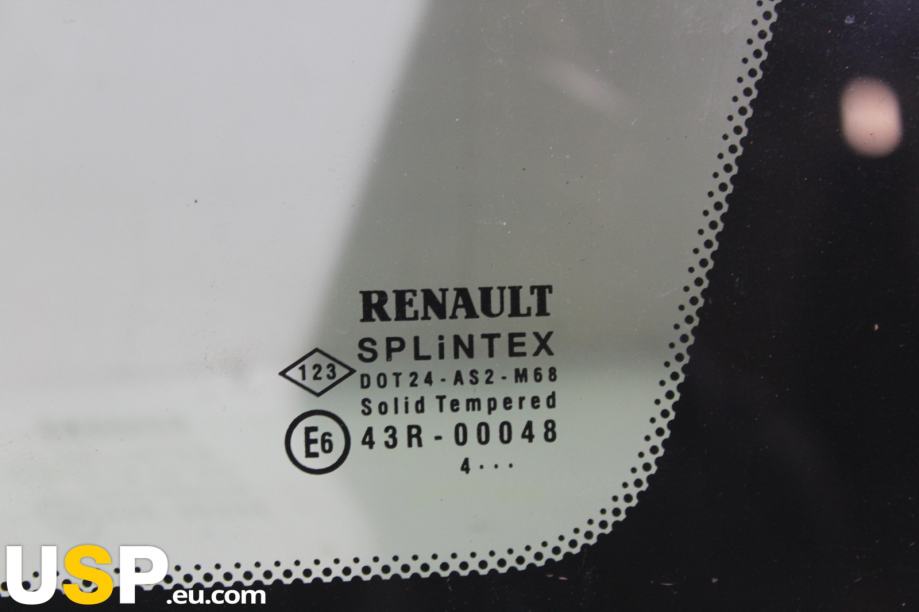 RENAULT
SPLiNTEX
123
DOT24-AS2-M68
Solid Tempered
E6
43R-00048
4...
USP.eu.com